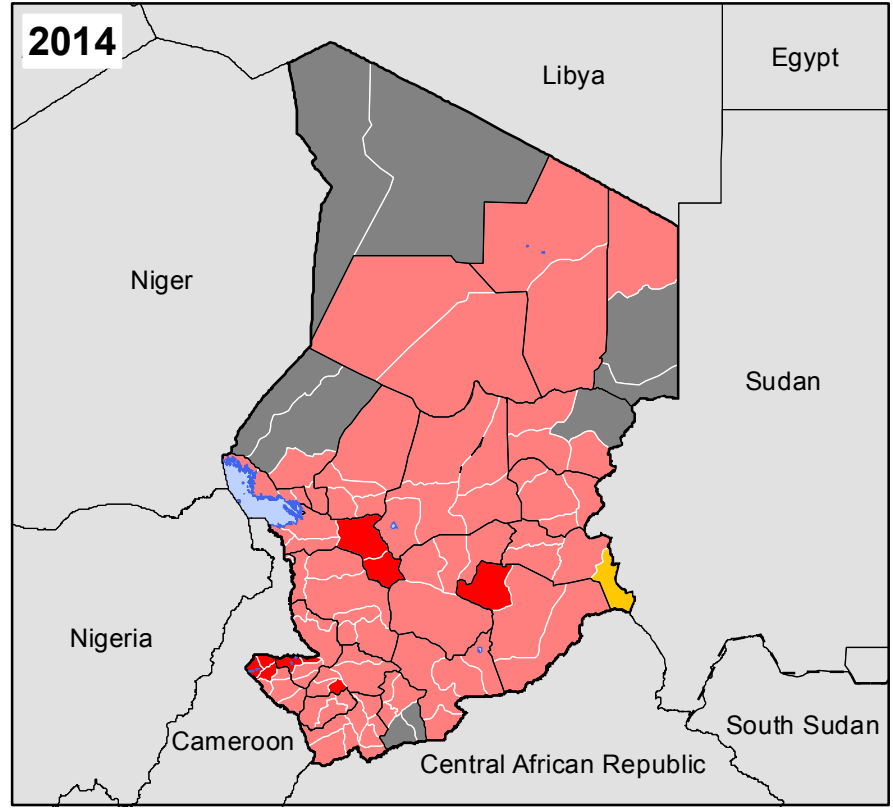 2014
Libya
Egypt
Niger
Sudan
Nigeria
Cameroon
South Sudan
Central African Republic